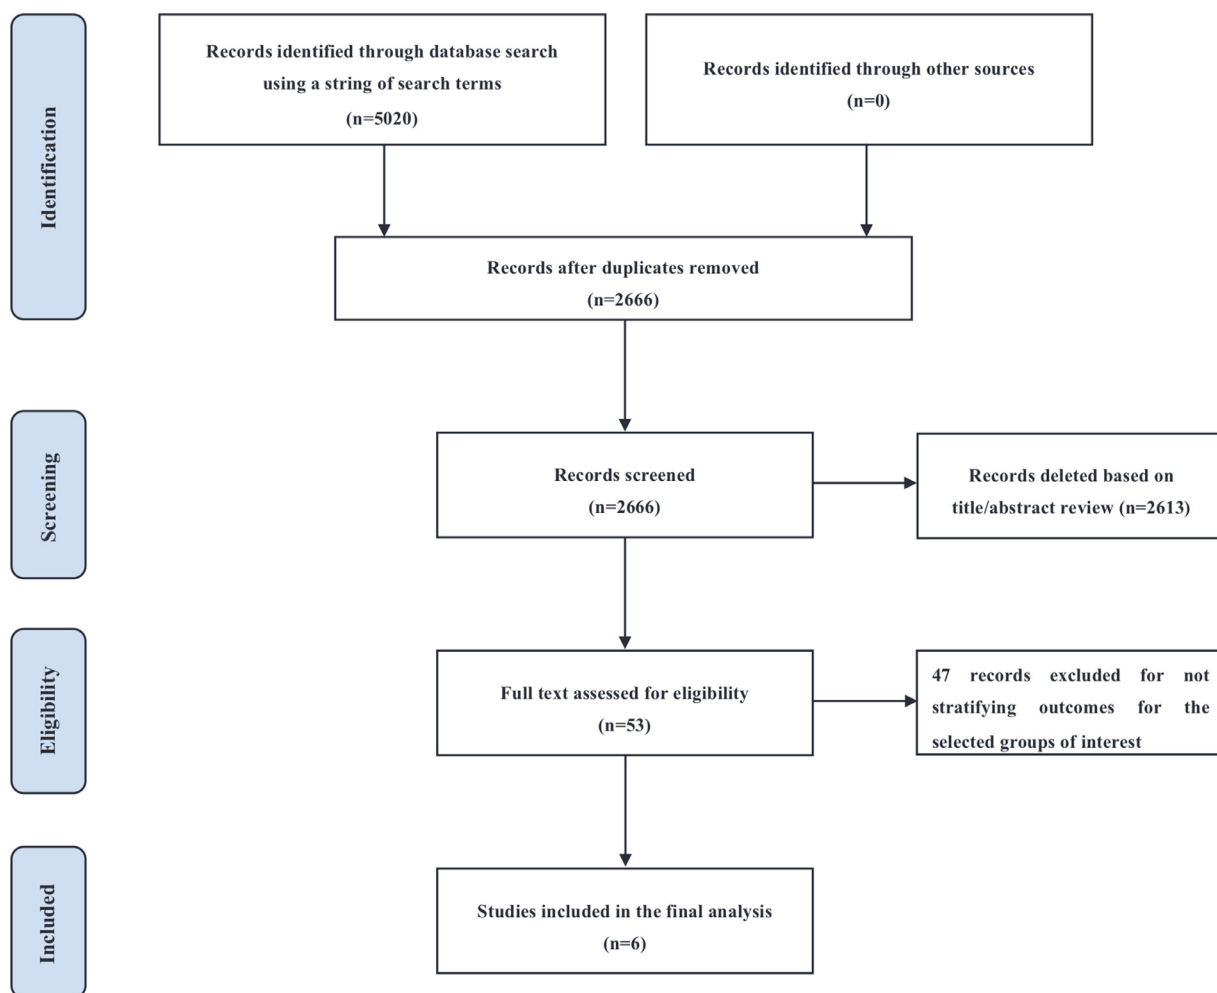 Identification
Records identified through database search
using a string of search terms
(n=5020)
Records identified through other sources
(n=0)
Records after duplicates removed
(n=2666)
Screening
Records screened
(n=2666)
Records deleted based on
title/abstract review (n=2613)
Eligibility
Full text assessed for eligibility
(n=53)
47 records excluded for not
stratifying outcomes for the
selected groups of interest
Included
Studies included in the final analysis
(n=6)